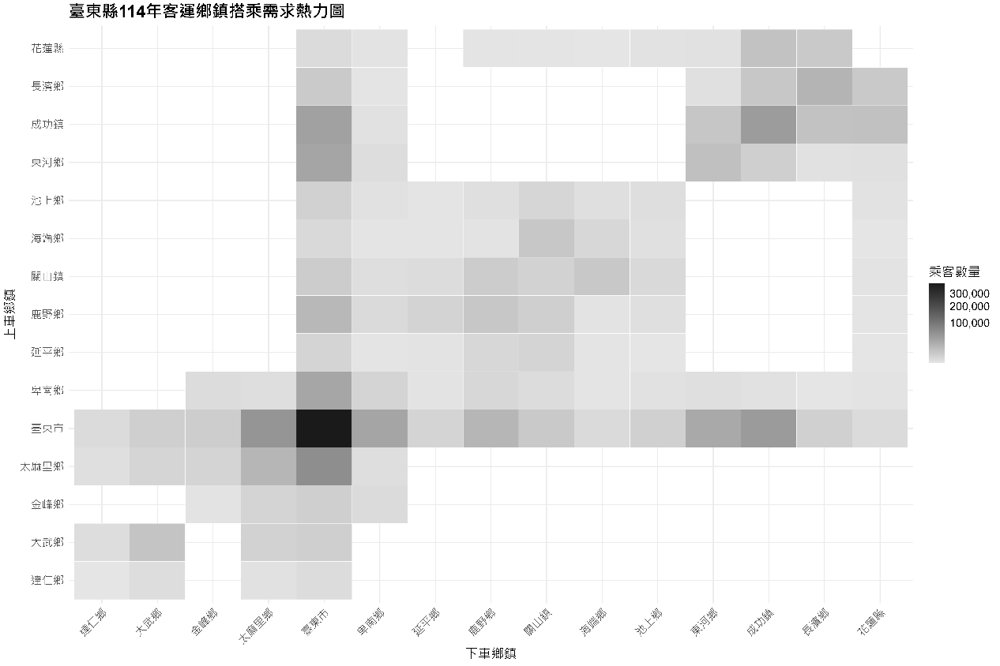 臺東縣114年客運鄉鎮搭乘需求熱力圖
上車鄉鎮
花蓮縣
長濱鄉
成功鎮
東河鄉
池上鄉
海端鄉
關山鎮
鹿野鄉
延平鄉
卑南鄉
臺東市
太麻里鄉
金峰鄉
大武鄉
達仁鄉
達仁鄉
大武鄉
金峰鄉
太麻里鄉
臺東市
卑南鄉
延平鄉
鹿野鄉
關山鎮
海端鄉
池上鄉
東河鄉
成功鎮
長濱鄉
花蓮縣
下車鄉鎮
乘客數量
300,000
200,000
100,000